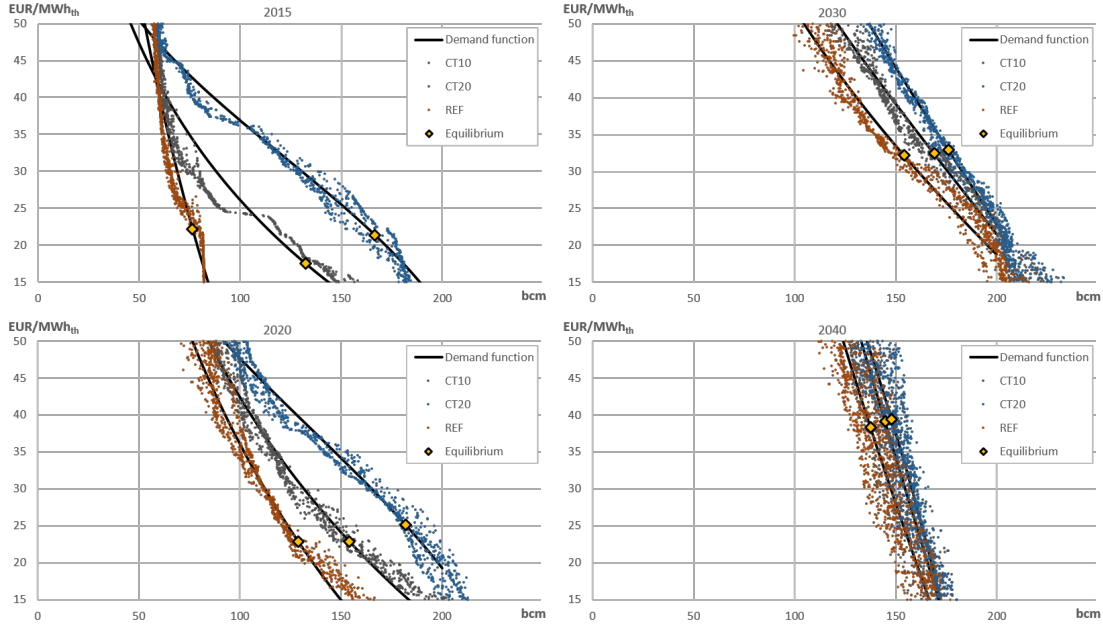 EUR/MWhth 2015
50
45
40
35
30
25
20
15
0 50 100 150 200 bcm
Demand function
CT10
CT20
REF
Equilibrium
EUR/MWhth 2030
50
45
40
35
30
25
20
15
0 50 100 150 200 bcm
Demand function
CT10
CT20
REF
Equilibrium
EUR/MWhth 2020
50
45
40
35
30
25
20
15
0 50 100 150 200 bcm
Demand function
CT10
CT20
REF
Equilibrium
EUR/MWhth 2040
50
45
40
35
30
25
20
15
0 50 100 150 200 bcm
Demand function
CT10
CT20
REF
Equilibrium